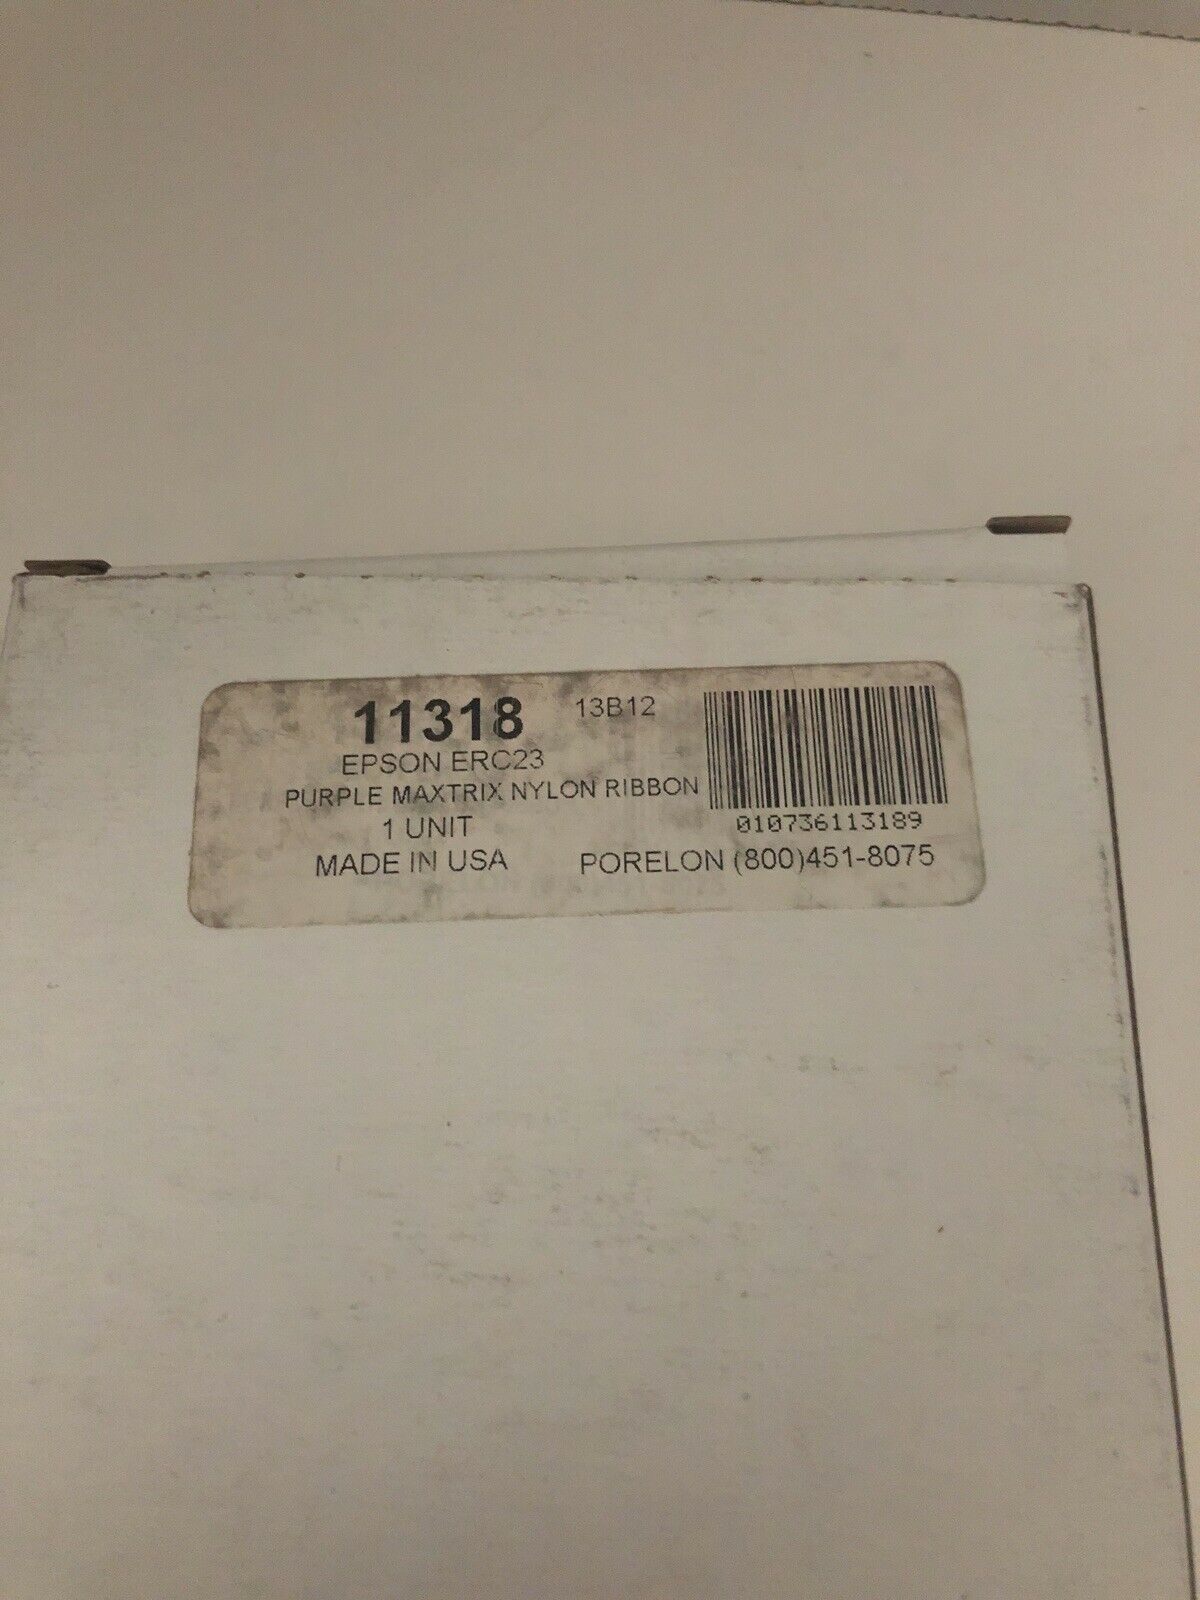 11318 13B12
EPSON ERC23
PURPLE MAXTRIX NYLON RIBBON
010736113189
1 UNIT
MADE IN USA PORELON (800)451-8075